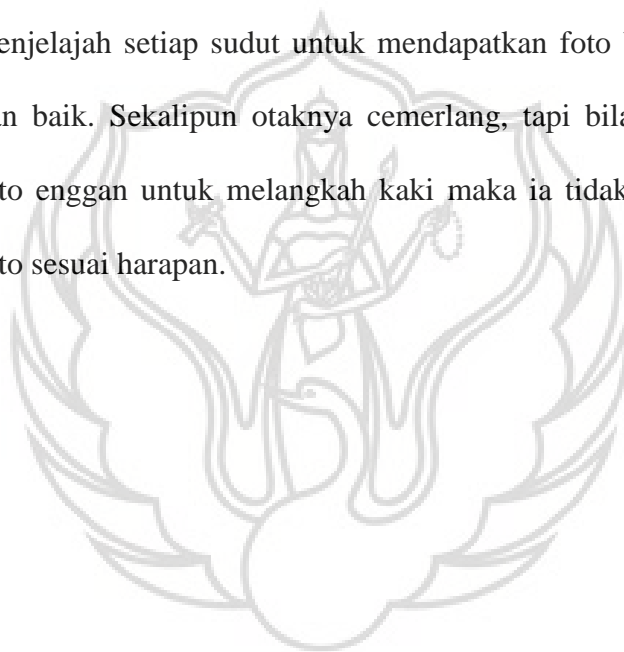 enjelajah setiap sudut untuk mendapatkan foto
n baik. Sekalipun otaknya cemerlang, tapi bila
to enggan untuk melangkah kaki maka ia tidak
to sesuai harapan.